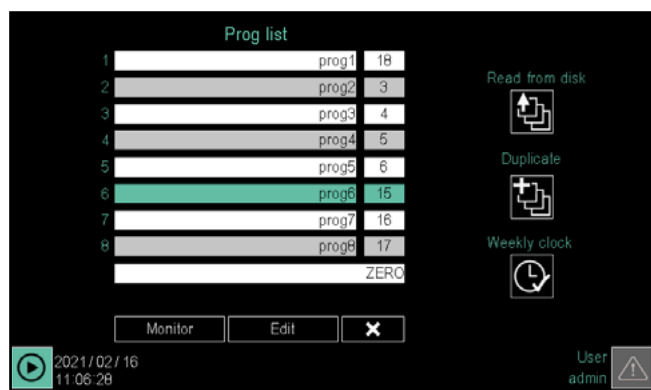 Prog list
1 prog1 18
2 prog2 3
3 prog3 4
4 prog4 5
5 prog5 6
6 prog6 15
7 prog7 16
8 prog8 17
ZERO
Read from disk
Duplicate
Weekly clock
Monitor Edit
2021/02/16
11:06:28
User
admin